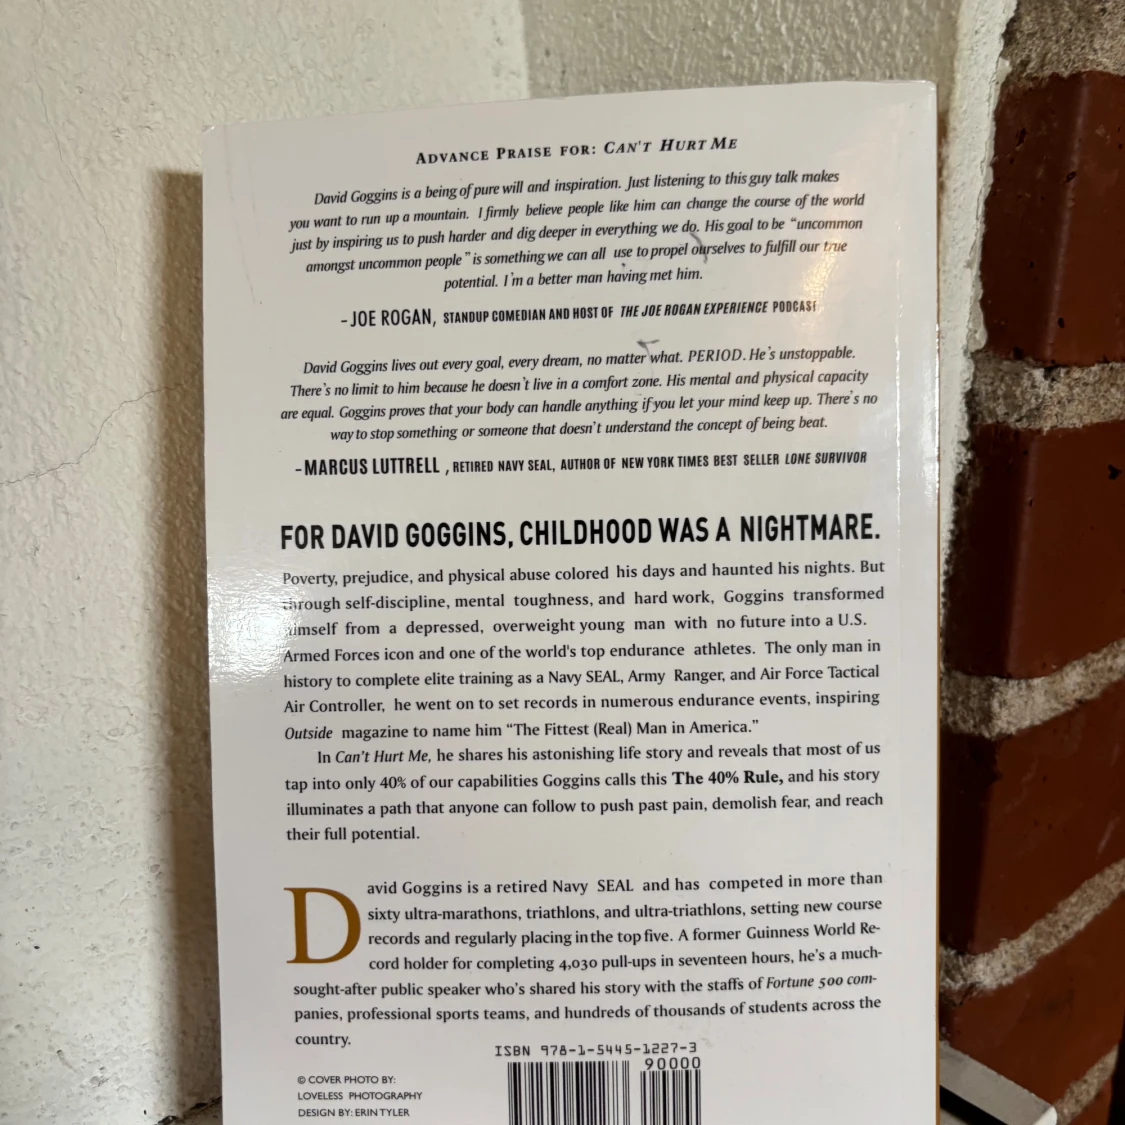 ADVANCE PRAISE FOR: CAN'T HURT ME
David Goggins is a being of pure will and inspiration. Just listening to this guy talk makes
you want to run up a mountain. I firmly believe people like him can change the course of the world
just by inspiring us to push harder and dig deeper in everything we do. His goal to be “uncommon
amongst uncommon people” is something we can all use to propel ourselves to fulfill our true
potential. I'm a better man having met him.
–JOE ROGAN, STANDUP COMEDIAN AND HOST OF THE JOE ROGAN EXPERIENCE PODCAST
David Goggins lives out every goal, every dream, no matter what. PERIOD. He's unstoppable.
There's no limit to him because he doesn't live in a comfort zone. His mental and physical capacity
are equal. Goggins proves that your body can handle anything if you let your mind keep up. There's no
way to stop something or someone that doesn't understand the concept of being beat.
–MARCUS LUTTRELL , RETIRED NAVY SEAL, AUTHOR OF NEW YORK TIMES BEST SELLER LONE SURVIVOR
FOR DAVID GOGGINS, CHILDHOOD WAS A NIGHTMARE.
Poverty, prejudice, and physical abuse colored his days and haunted his nights. But
through self-discipline, mental toughness, and hard work, Goggins transformed
himself from a depressed, overweight young man with no future into a U.S.
Armed Forces icon and one of the world's top endurance athletes. The only man in
history to complete elite training as a Navy SEAL, Army Ranger, and Air Force Tactical
Air Controller, he went on to set records in numerous endurance events, inspiring
Outside magazine to name him “The Fittest (Real) Man in America.”
In Can't Hurt Me, he shares his astonishing life story and reveals that most of us
tap into only 40% of our capabilities Goggins calls this The 40% Rule, and his story
illuminates a path that anyone can follow to push past pain, demolish fear, and reach
their full potential.
David Goggins is a retired Navy SEAL and has competed in more than
sixty ultra-marathons, triathlons, and ultra-triathlons, setting new course
records and regularly placing in the top five. A former Guinness World Re-
cord holder for completing 4,030 pull-ups in seventeen hours, he's a much-
sought-after public speaker who's shared his story with the staffs of Fortune 500 com-
panies, professional sports teams, and hundreds of thousands of students across the
country.
ISBN 978-1-5445-1227-3
90000
© COVER PHOTO BY:
LOVELESS PHOTOGRAPHY
DESIGN BY: ERIN TYLER